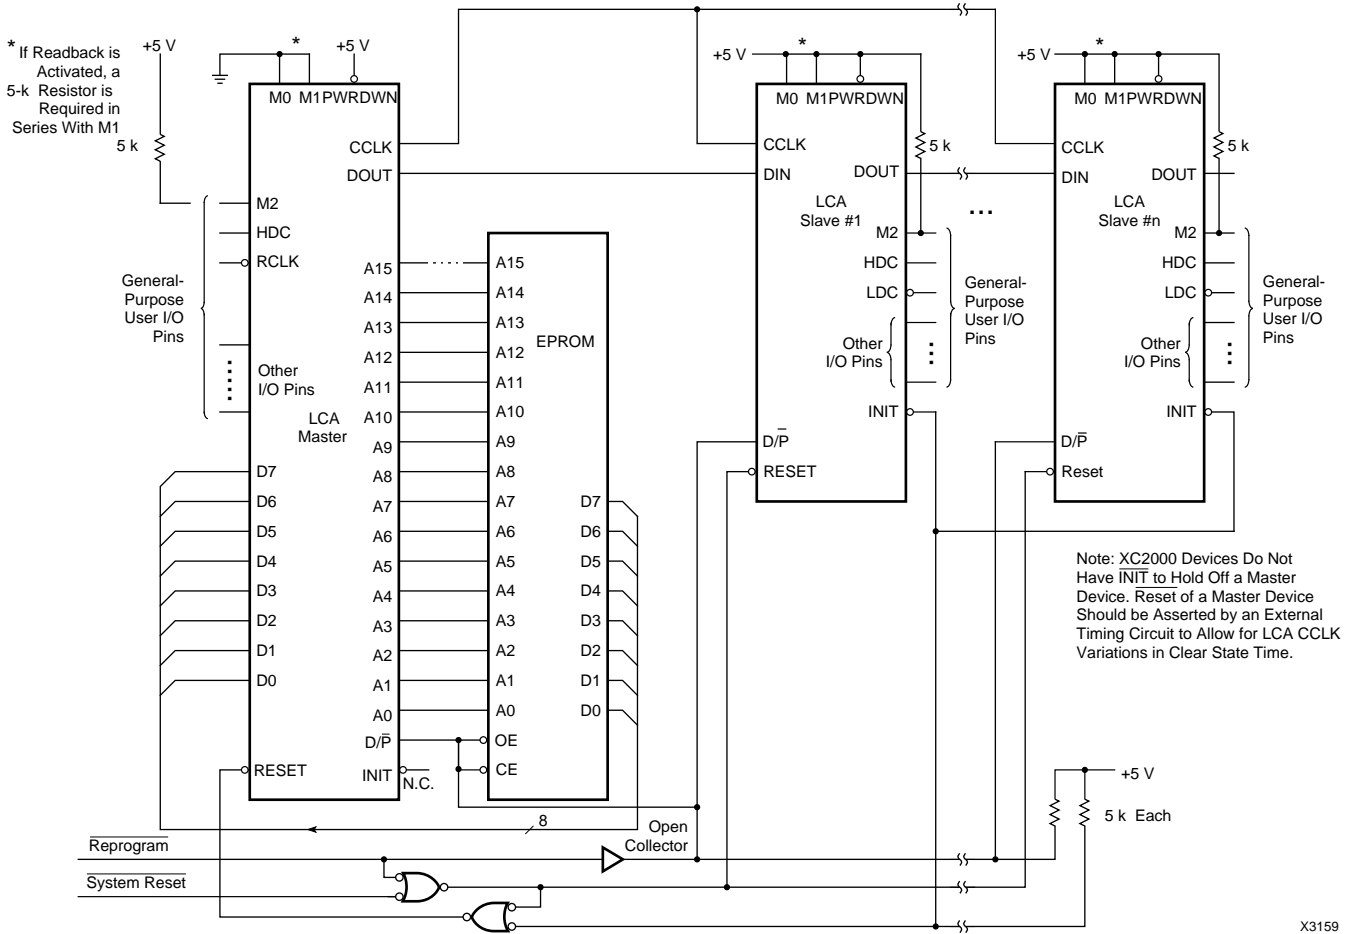 * If Readback is
Activated, a
5-k Resistor is
Required in
Series With M1
+5 V
5 k
*
+5 V
M0 M1 PWRDWN
CCLK
DOUT
M2
HDC
RCLK
General-
Purpose
User I/O
Pins
Other
I/O Pins
LCA
Master
A15
A14
A13
A12
A11
A10
A9
A8
A7
A6
A5
A4
A3
A2
A1
A0
D/P̅
INIT
N.C.
D7
D6
D5
D4
D3
D2
D1
D0
RESET
A15
A14
A13
A12
A11
A10
A9
A8
A7
A6
A5
A4
A3
A2
A1
A0
OE
CE
EPROM
D7
D6
D5
D4
D3
D2
D1
D0
8
+5 V
*
M0 M1 PWRDWN
5 k
CCLK
DIN
DOUT
LCA
Slave #1
M2
HDC
LDC
Other
I/O Pins
General-
Purpose
User I/O
Pins
INIT
D/P̅
RESET
...
+5 V
*
M0 M1 PWRDWN
5 k
CCLK
DIN
DOUT
LCA
Slave #n
M2
HDC
LDC
Other
I/O Pins
General-
Purpose
User I/O
Pins
INIT
D/P̅
Reset
Note: XC2000 Devices Do Not
Have I̅N̅I̅T̅ to Hold Off a Master
Device. R̅e̅s̅e̅t̅ of a Master Device
Should be Asserted by an External
Timing Circuit to Allow for LCA CCLK
Variations in Clear State Time.
+5 V
5 k Each
Open
Collector
R̅e̅p̅r̅o̅g̅r̅a̅m̅
S̅y̅s̅t̅e̅m̅ ̅R̅e̅s̅e̅t̅
X3159